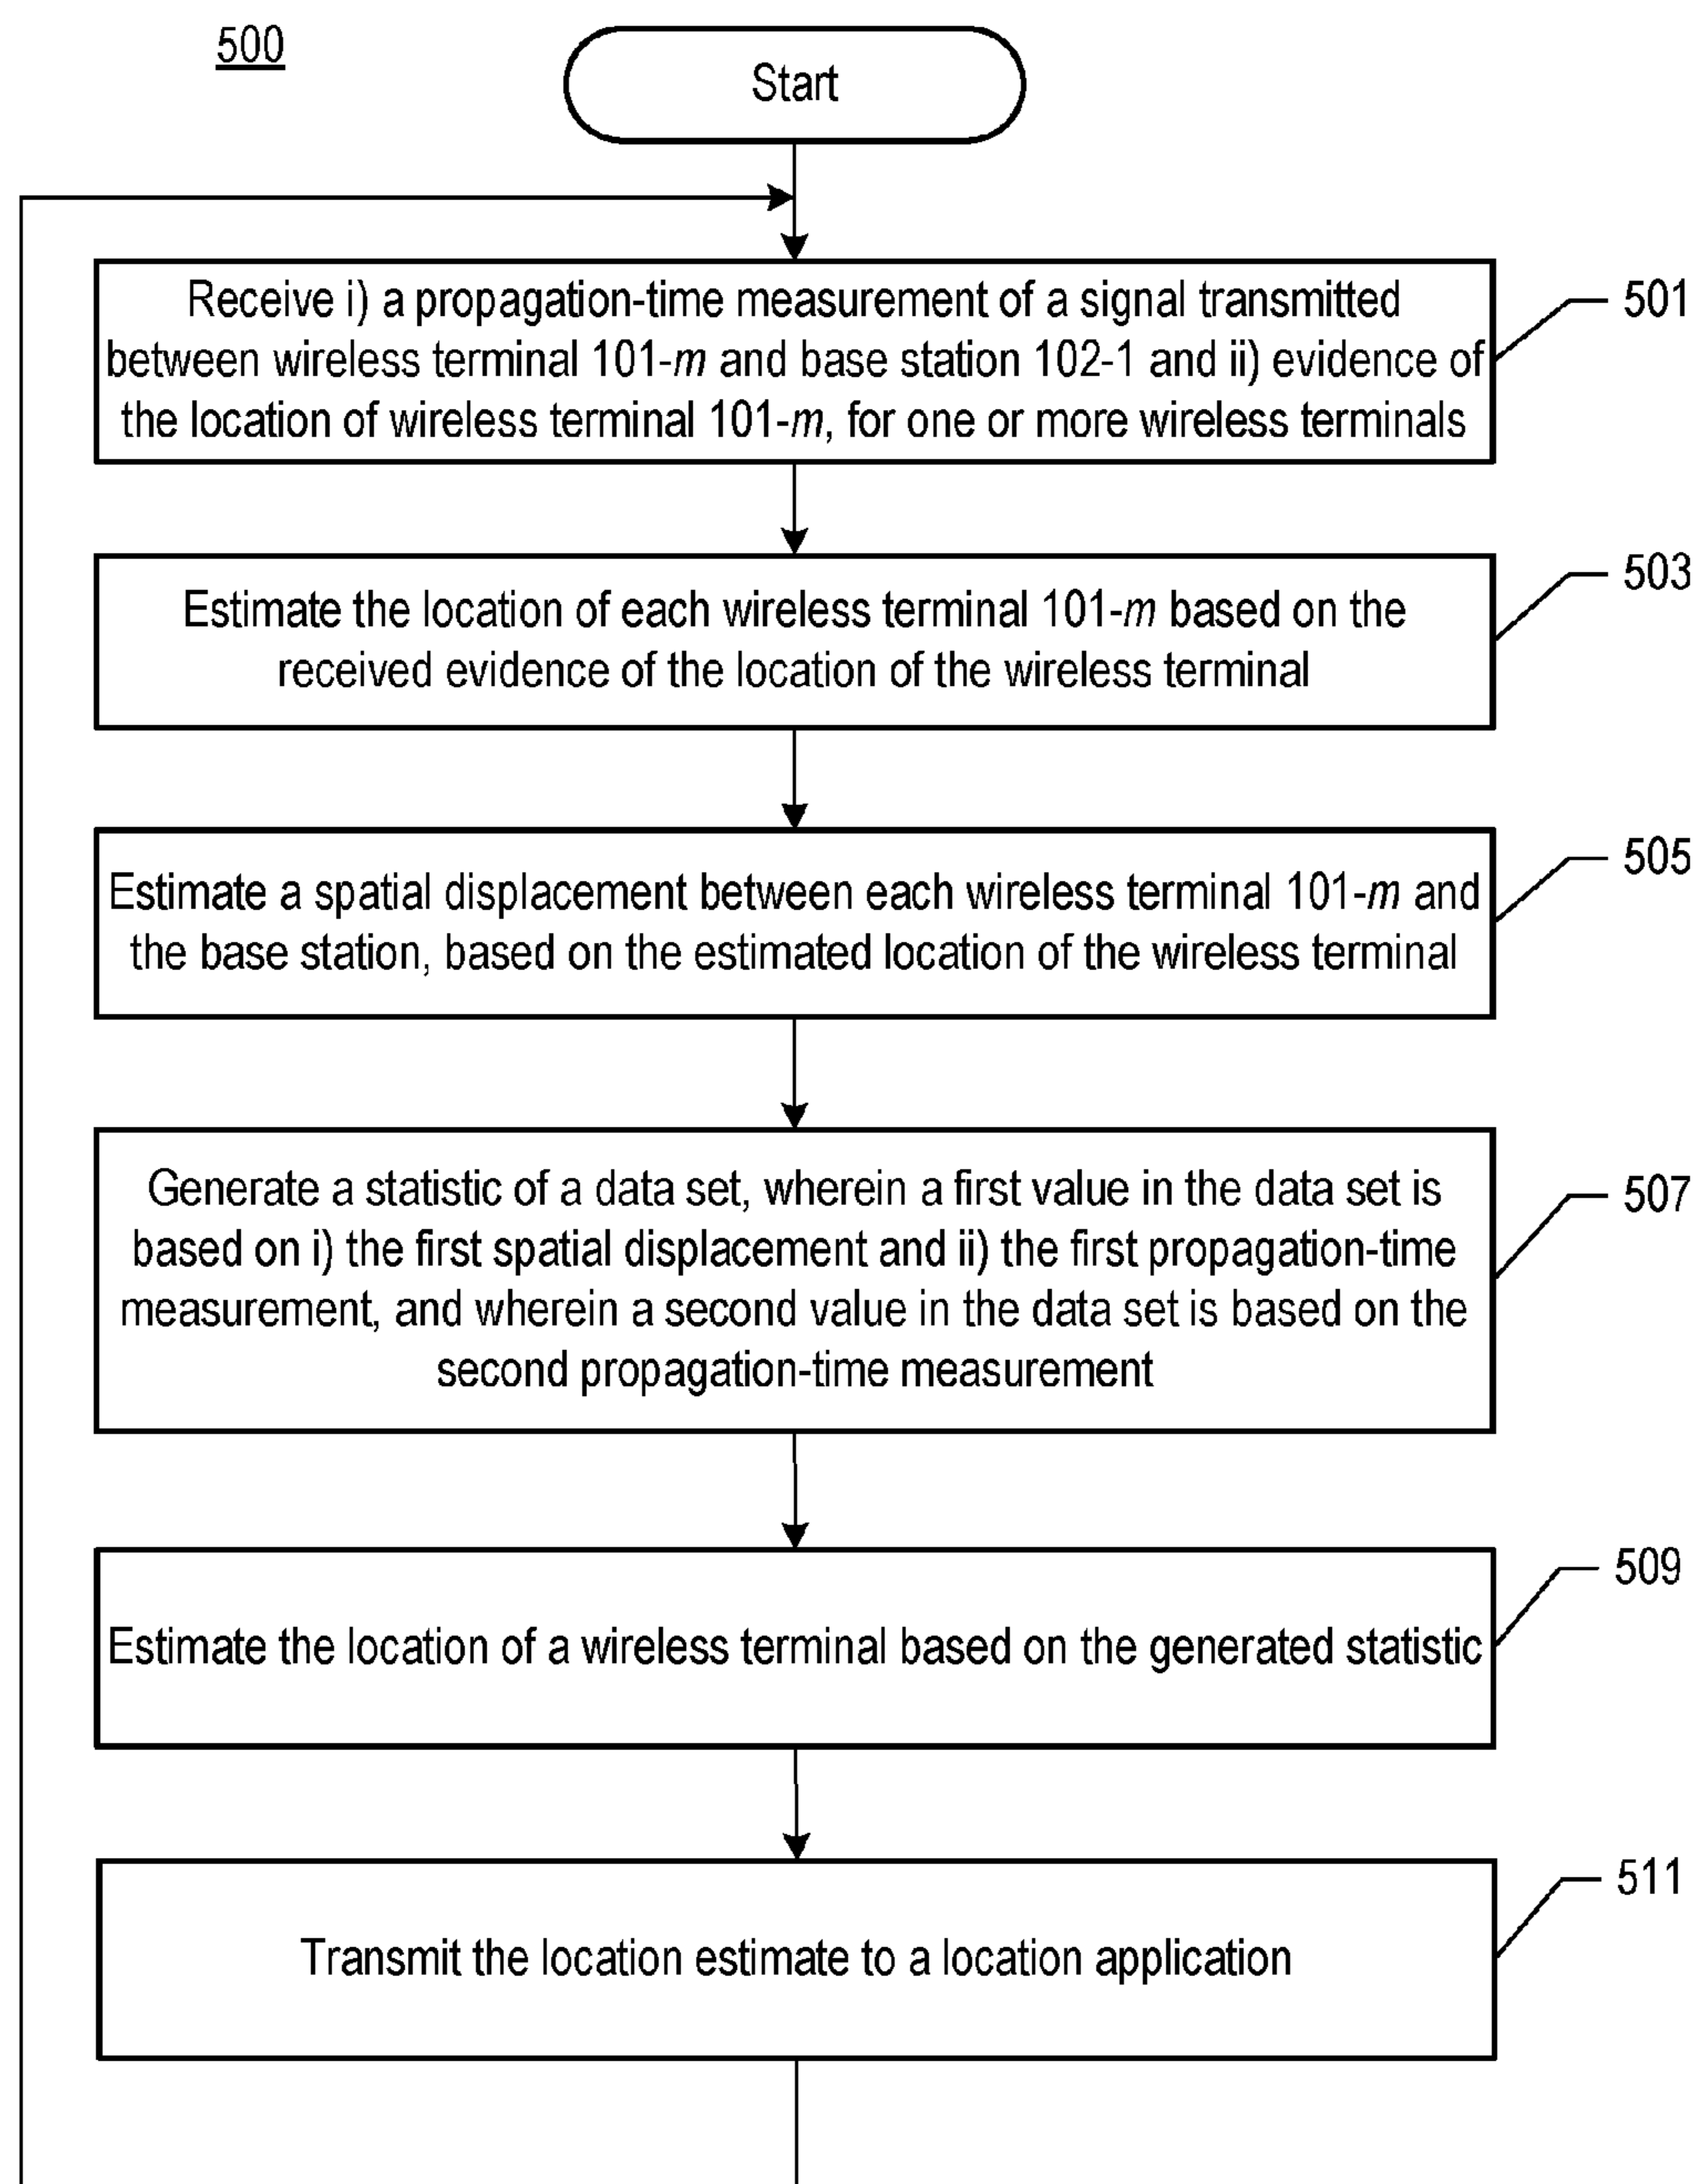 500
Start
Receive i) a propagation-time measurement of a signal transmitted
between wireless terminal 101-m and base station 102-1 and ii) evidence of
the location of wireless terminal 101-m, for one or more wireless terminals
501
Estimate the location of each wireless terminal 101-m based on the
received evidence of the location of the wireless terminal
503
Estimate a spatial displacement between each wireless terminal 101-m and
the base station, based on the estimated location of the wireless terminal
505
Generate a statistic of a data set, wherein a first value in the data set is
based on i) the first spatial displacement and ii) the first propagation-time
measurement, and wherein a second value in the data set is based on the
second propagation-time measurement
507
Estimate the location of a wireless terminal based on the generated statistic
509
Transmit the location estimate to a location application
511